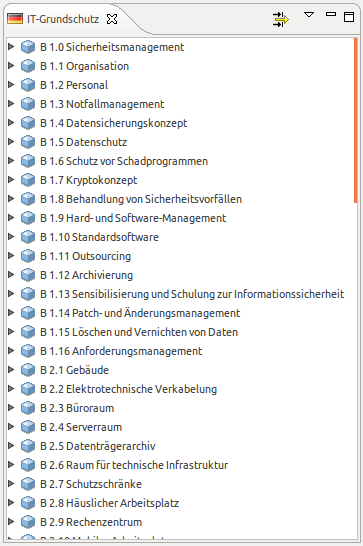 IT-Grundschutz
B 1.0 Sicherheitsmanagement
B 1.1 Organisation
B 1.2 Personal
B 1.3 Notfallmanagement
B 1.4 Datensicherungskonzept
B 1.5 Datenschutz
B 1.6 Schutz vor Schadprogrammen
B 1.7 Kryptokonzept
B 1.8 Behandlung von Sicherheitsvorfällen
B 1.9 Hard- und Software-Management
B 1.10 Standardsoftware
B 1.11 Outsourcing
B 1.12 Archivierung
B 1.13 Sensibilisierung und Schulung zur Informationssicherheit
B 1.14 Patch- und Änderungsmanagement
B 1.15 Löschen und Vernichten von Daten
B 1.16 Anforderungsmanagement
B 2.1 Gebäude
B 2.2 Elektrotechnische Verkabelung
B 2.3 Büroraum
B 2.4 Serverraum
B 2.5 Datenträgerarchiv
B 2.6 Raum für technische Infrastruktur
B 2.7 Schutzschränke
B 2.8 Häuslicher Arbeitsplatz
B 2.9 Rechenzentrum